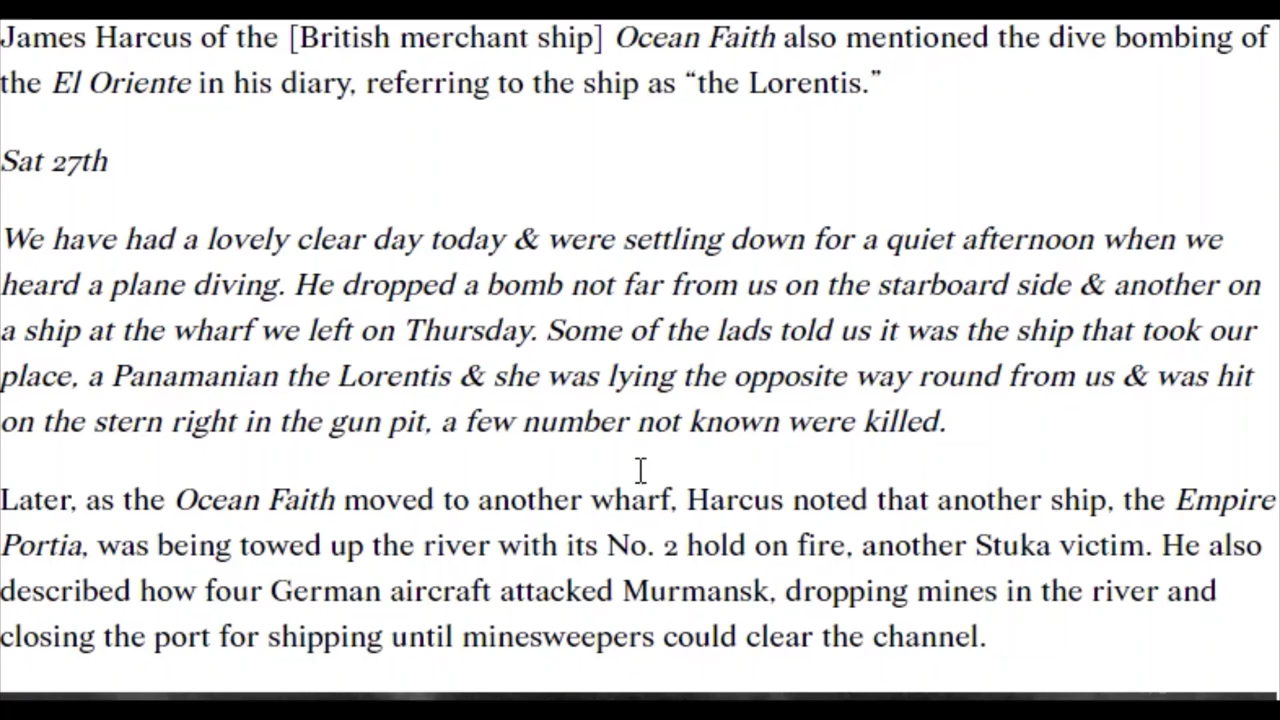 James Harcus of the [British merchant ship] Ocean Faith also mentioned the dive bombing of
the El Oriente in his diary, referring to the ship as “the Lorentis.”
Sat 27th
We have had a lovely clear day today & were settling down for a quiet afternoon when we
heard a plane diving. He dropped a bomb not far from us on the starboard side & another on
a ship at the wharf we left on Thursday. Some of the lads told us it was the ship that took our
place, a Panamanian the Lorentis & she was lying the opposite way round from us & was hit
on the stern right in the gun pit, a few number not known were killed.
Later, as the Ocean Faith moved to another wharf, Harcus noted that another ship, the Empire
Portia, was being towed up the river with its No. 2 hold on fire, another Stuka victim. He also
described how four German aircraft attacked Murmansk, dropping mines in the river and
closing the port for shipping until minesweepers could clear the channel.